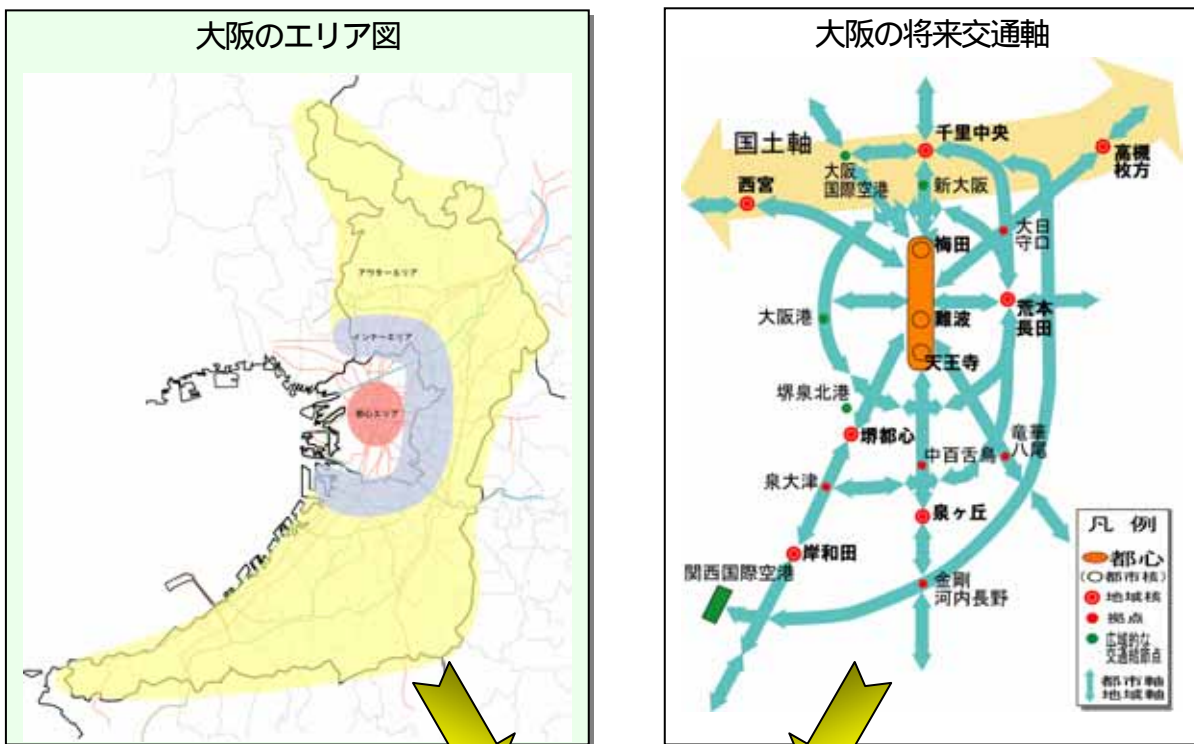 大阪のエリア図
アウターエリア
インナーエリア
都心エリア
大阪の将来交通軸
国土軸
千里中央
高槻
枚方
大阪
国際空港
新大阪
西宮
梅田
大日
守口
大阪港
難波
荒本
長田
天王寺
堺泉北港
堺都心
中百舌鳥
竜華
八尾
泉大津
泉ヶ丘
岸和田
関西国際空港
金剛
河内長野
凡 例
都心
(○都市核)
地域核
拠点
広域的な
交通結節点
都市軸
地域軸